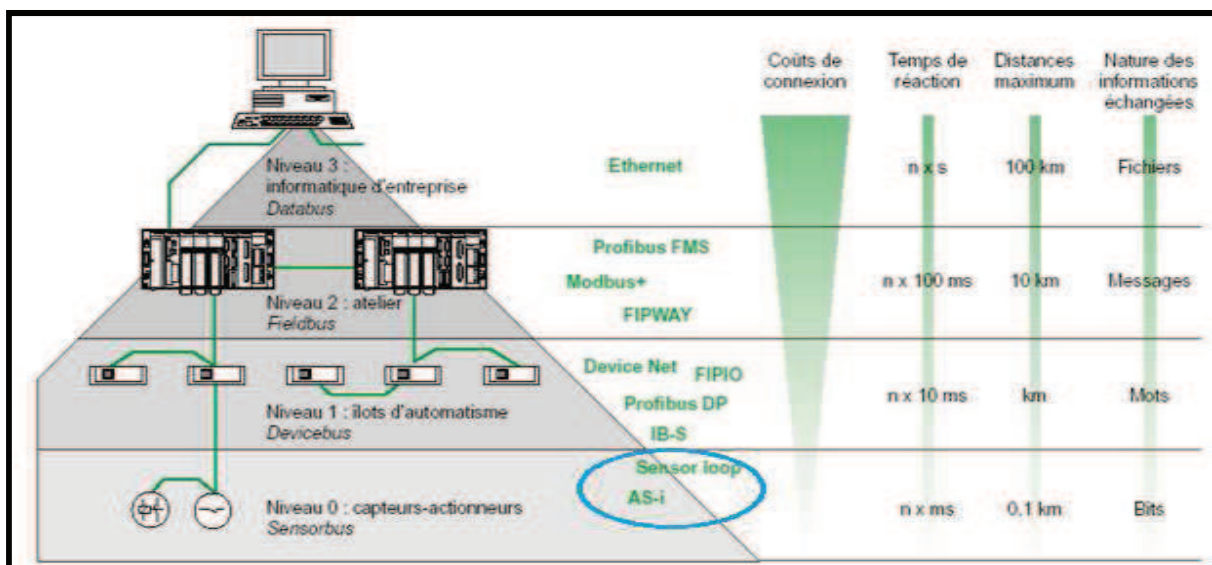 Coûts de
connexion
Temps de
réaction
Distances
maximum
Nature des
informations
échangées
Niveau 3 :
informatique d'entreprise
Databus
Ethernet
n x s
100 km
Fichiers
Niveau 2 : atelier
Fieldbus
Profibus FMS
Modbus+
FIPWAY
n x 100 ms
10 km
Messages
Niveau 1 : îlots d'automatisme
Devicebus
Device Net
FIPIO
Profibus DP
IB-S
n x 10 ms
km
Mots
Niveau 0 : capteurs-actionneurs
Sensorbus
Sensor loop
AS-i
n x ms
0.1 km
Bits